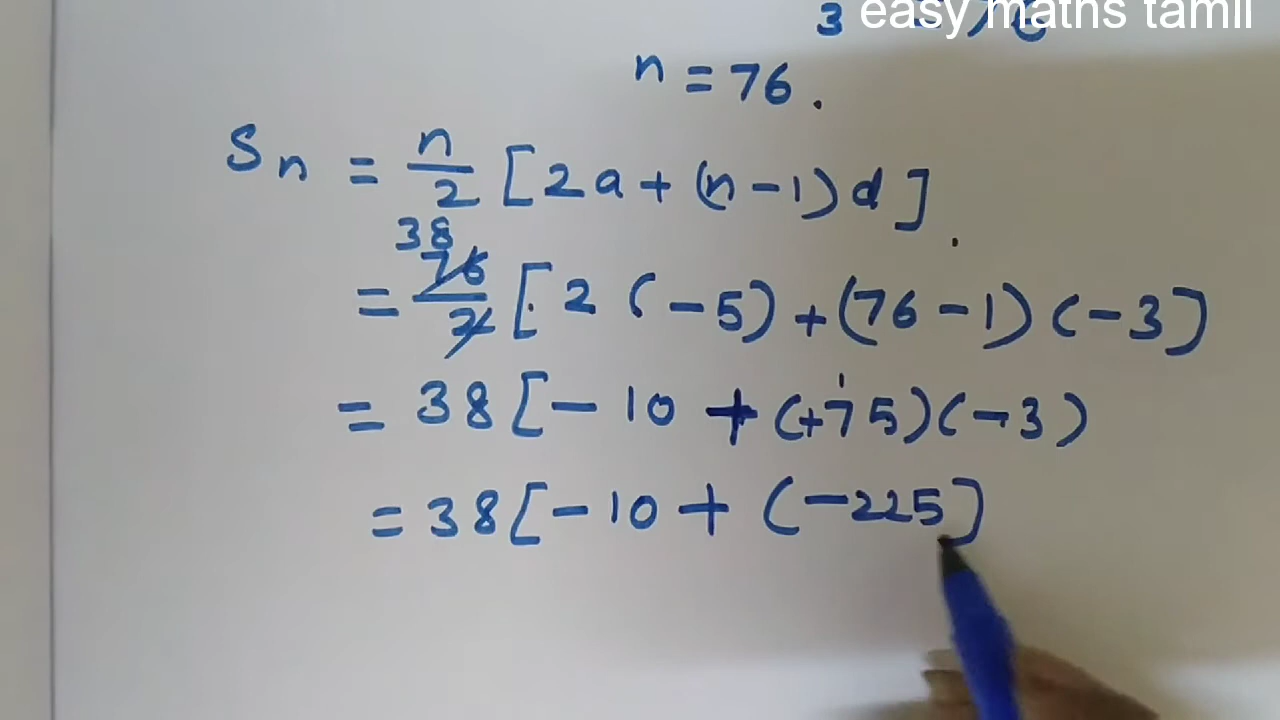 easy maths tamil
3
n = 76 .
Sn = n/2 [2a + (n-1)d] .
38
= 76/2 [2(-5) + (76-1)(-3]
= 38[-10 + (+75)(-3)
= 38[-10 + (-225]